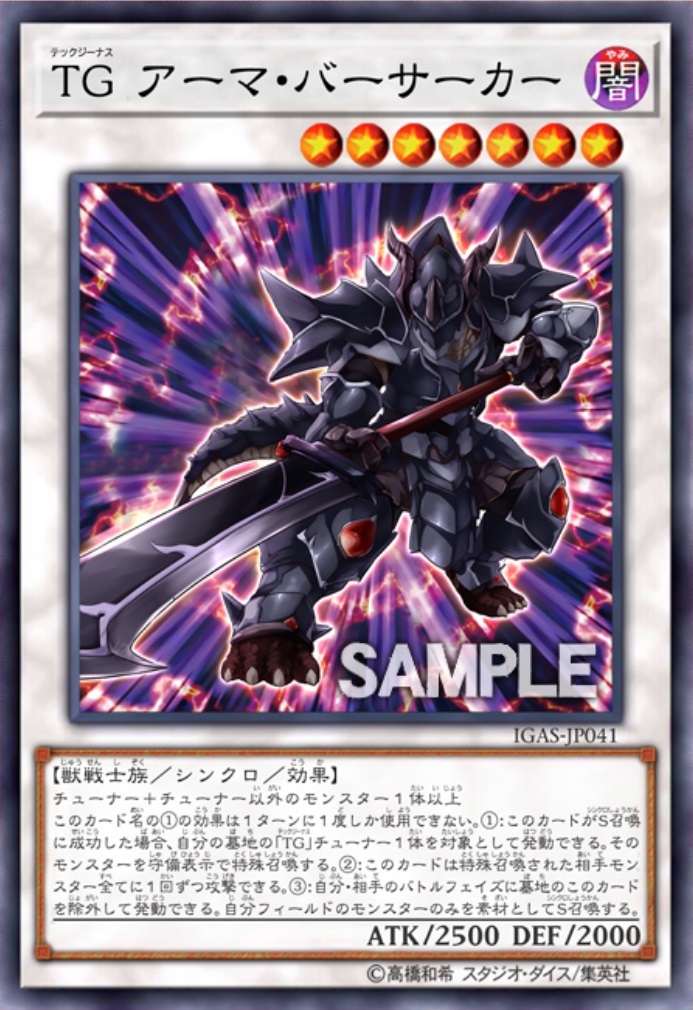 テックジーナス
TG アーマ・バーサーカー
やみ
闇
SAMPLE
IGAS-JP041
【獣戦士族／シンクロ／効果】
チューナー＋チューナー以外のモンスター１体以上
このカード名の①の効果は１ターンに１度しか使用できない。①：このカードがS召喚
に成功した場合、自分の墓地の「TG」チューナー１体を対象として発動できる。その
モンスターを守備表示で特殊召喚する。②：このカードは特殊召喚された相手モン
スター全てに１回ずつ攻撃できる。③：自分・相手のバトルフェイズに墓地のこのカード
を除外して発動できる。自分フィールドのモンスターのみを素材としてS召喚する。
ATK/2500 DEF/2000
©高橋和希 スタジオ・ダイス/集英社